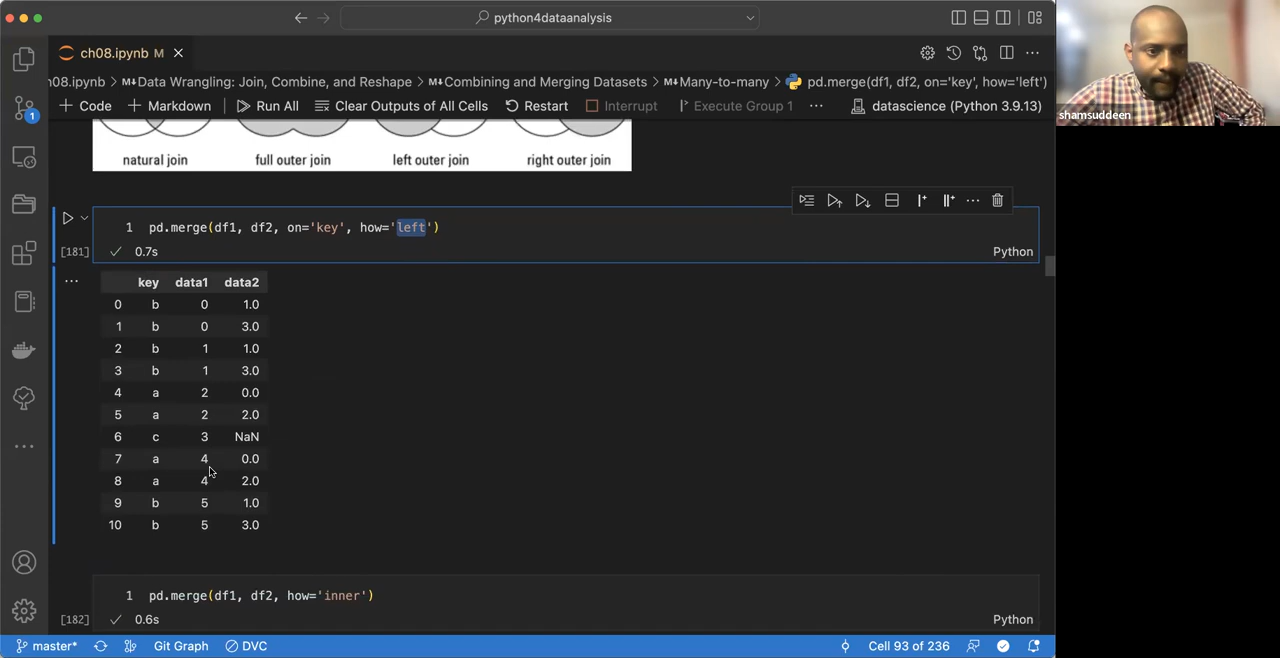 python4dataanalysis
ch08.ipynb M
h08.ipynb > M↓Data Wrangling: Join, Combine, and Reshape > M↓Combining and Merging Datasets > M↓Many-to-many > pd.merge(df1, df2, on='key', how='left')
+ Code + Markdown Run All Clear Outputs of All Cells Restart Interrupt Execute Group 1 ... datascience (Python 3.9.13)
shamsuddeen
1
natural join full outer join left outer join right outer join
1 pd.merge(df1, df2, on='key', how='left')
[181] 0.7s Python
key data1 data2
0 b 0 1.0
1 b 0 3.0
2 b 1 1.0
3 b 1 3.0
4 a 2 0.0
5 a 2 2.0
6 c 3 NaN
7 a 4 0.0
8 a 4 2.0
9 b 5 1.0
10 b 5 3.0
1 pd.merge(df1, df2, how='inner')
[182] 0.6s Python
master* Git Graph DVC Cell 93 of 236